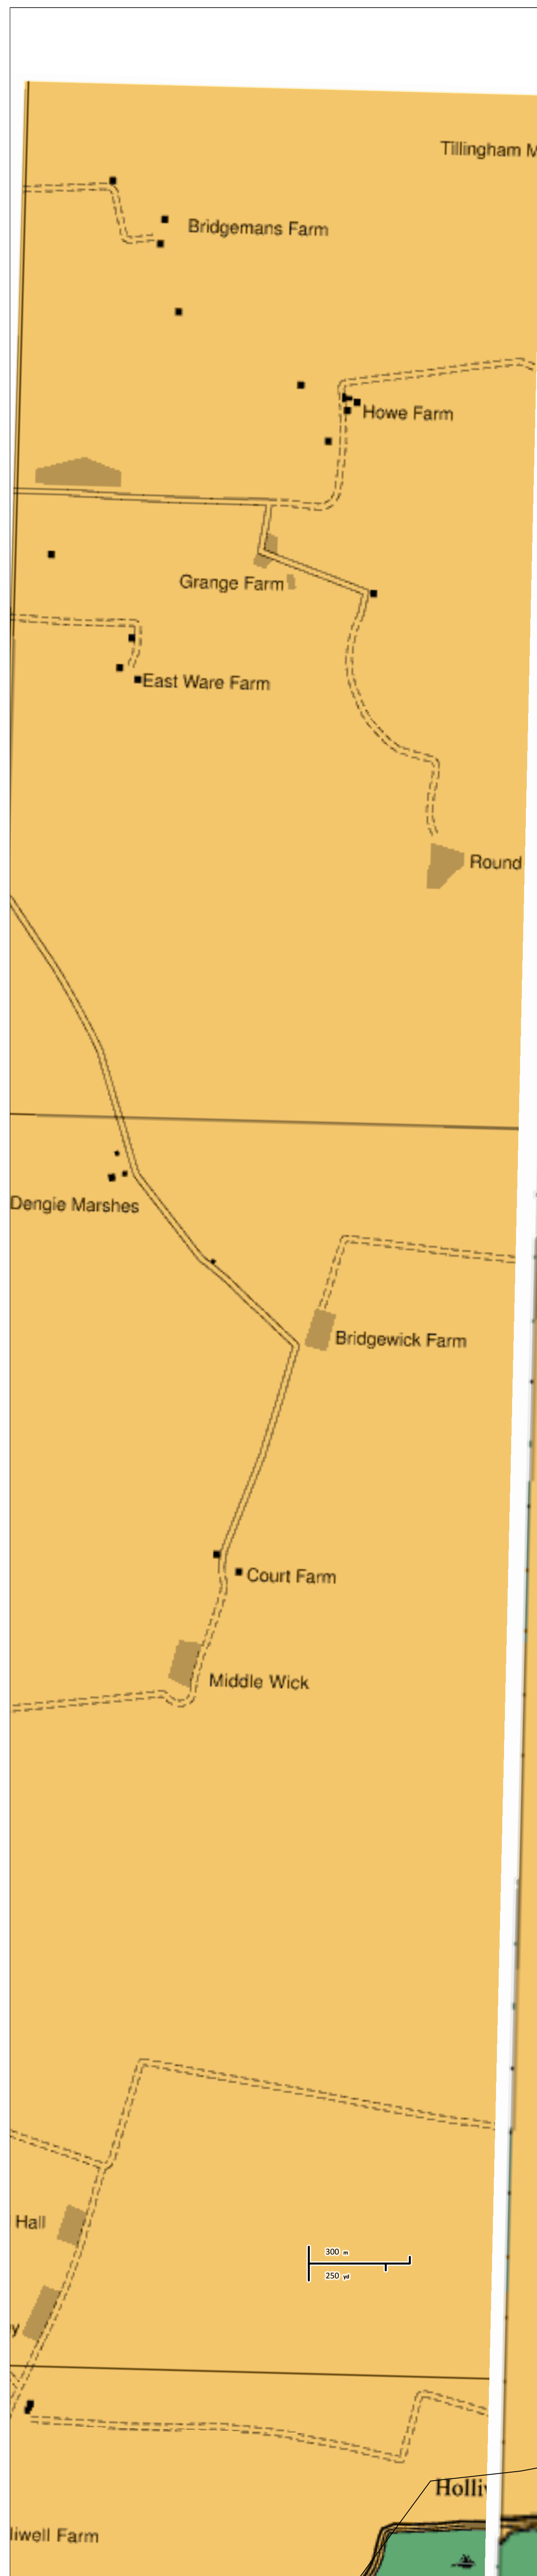 Tillingham M
Bridgemans Farm
Howe Farm
Grange Farm
East Ware Farm
Round
Dengie Marshes
Bridgewick Farm
Court Farm
Middle Wick
Hall
300 m
250 yd
y
Holliw
liwell Farm